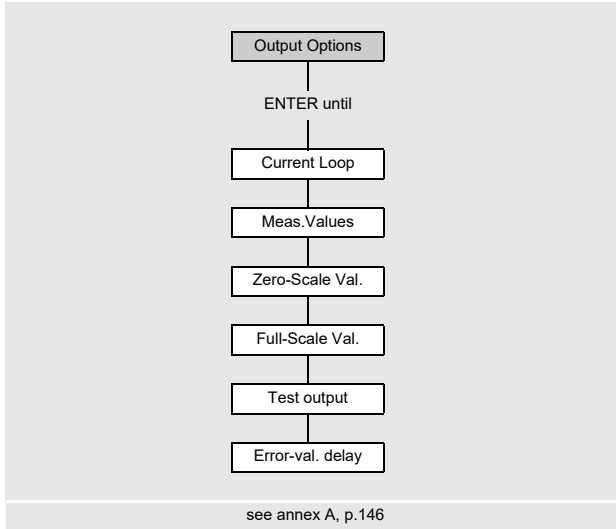 Output Options
ENTER until
Current Loop
Meas.Values
Zero-Scale Val.
Full-Scale Val.
Test output
Error-val. delay
see annex A, p.146